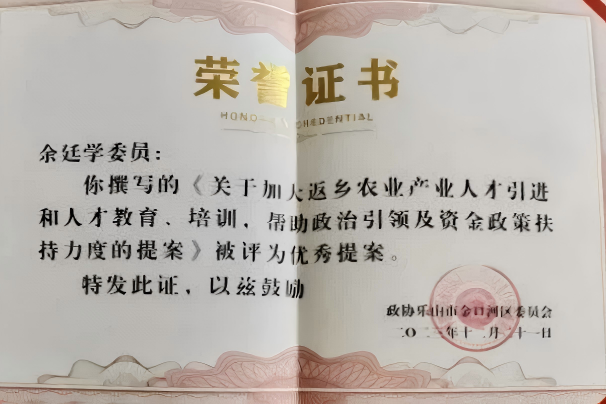 荣誉证书
余廷学委员：
你撰写的《关于加大返乡农业产业人才引进
和人才教育、培训，帮助政治引领及资金政策扶
持力度的提案》被评为优秀提案。
特发此证，以兹鼓励
政协乐山市金口河区委员会